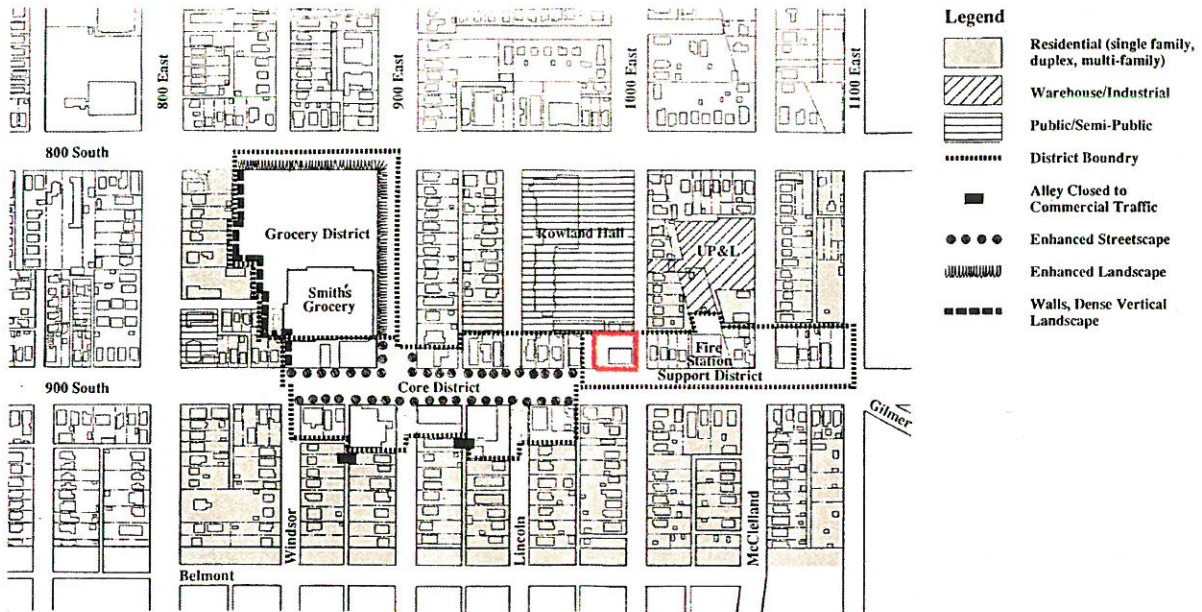 800 East
900 East
1000 East
1100 East
800 South
Grocery District
Smith's
Grocery
Rowland Hall
UP&L
Fire
Station
Support District
Core District
900 South
Gilmer
Windsor
Lincoln
McClelland
Belmont
Legend
Residential (single family,
duplex, multi-family)
Warehouse/Industrial
Public/Semi-Public
District Boundry
Alley Closed to
Commercial Traffic
Enhanced Streetscape
Enhanced Landscape
Walls, Dense Vertical
Landscape